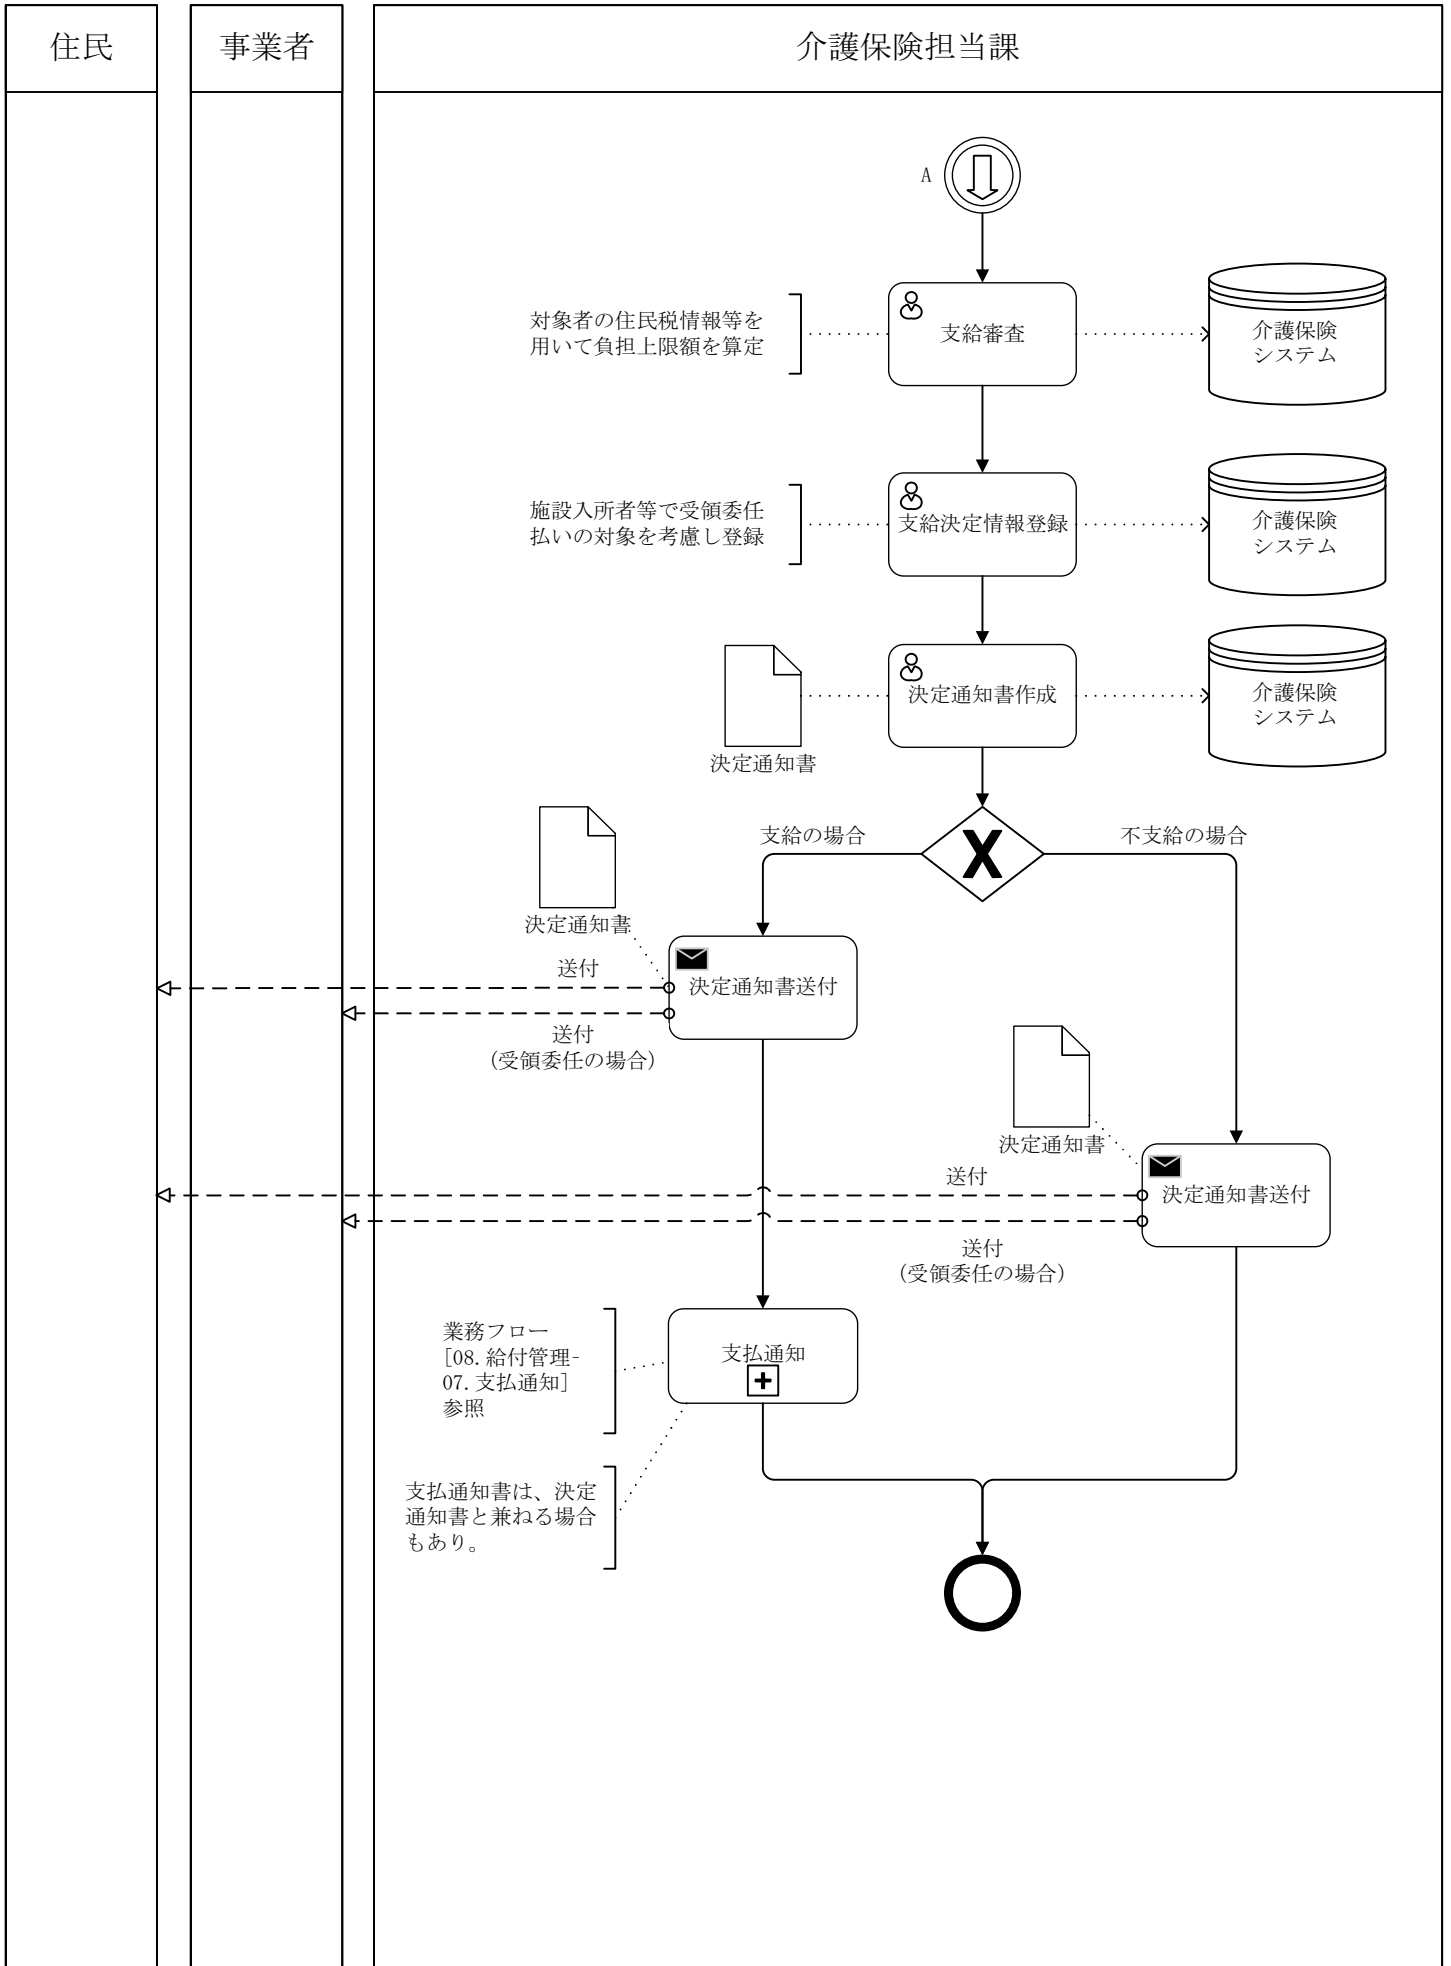 住民
事業者
介護保険担当課
A
対象者の住民税情報等を
用いて負担上限額を算定
支給審査
介護保険
システム
施設入所者等で受領委任
払いの対象を考慮し登録
支給決定情報登録
介護保険
システム
決定通知書作成
介護保険
システム
決定通知書
支給の場合
X
不支給の場合
決定通知書
送付
決定通知書送付
送付
(受領委任の場合)
決定通知書
送付
決定通知書送付
送付
(受領委任の場合)
業務フロー
[08.給付管理-
07.支払通知]
参照
支払通知
支払通知書は、決定
通知書と兼ねる場合
もあり。